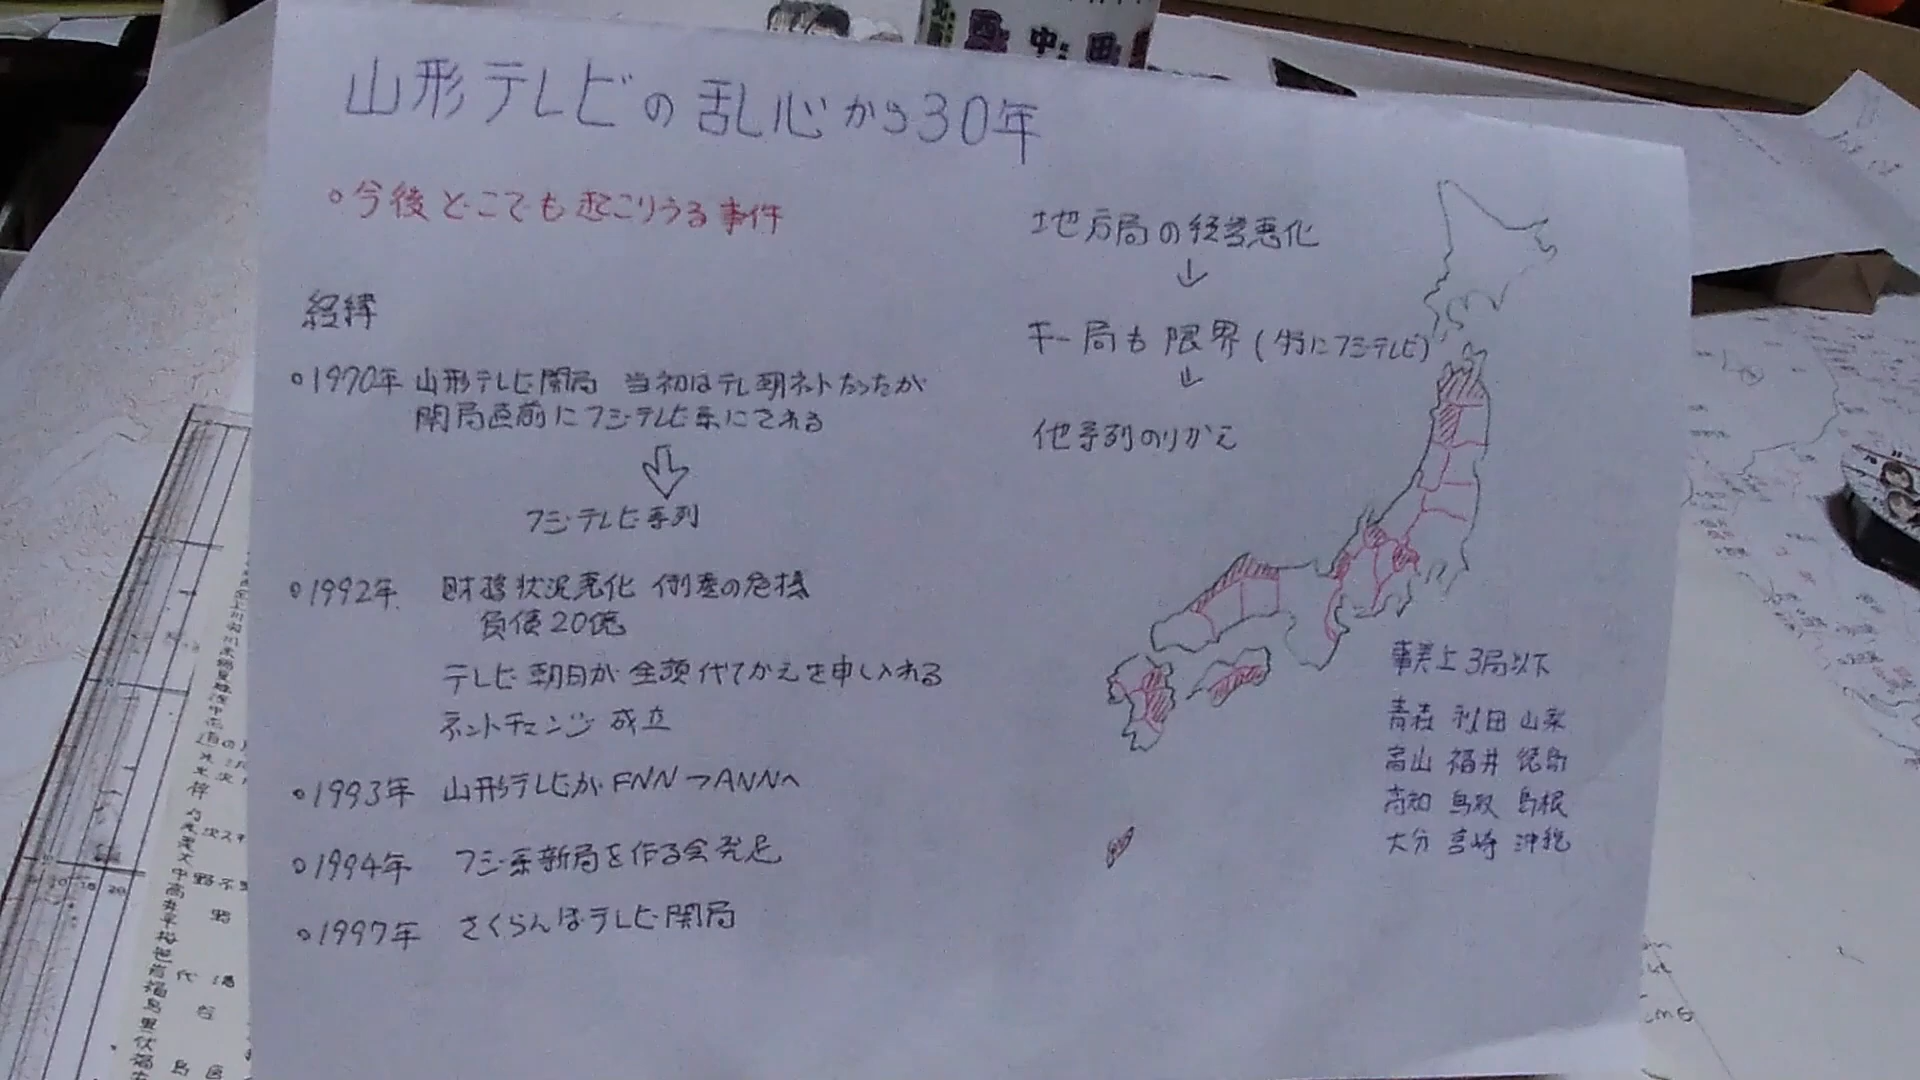 山形テレビの乱心から30年
○今後どこでも起こりうる事件
経緯
○1970年 山形テレビ開局 当初はテレ朝ネットだったが
開局直前にフジテレビ系にされる
⇩
フジテレビ系列
○1992年 財務状況悪化 倒産の危機
負債20億
テレビ朝日が全額代てかえを申し入れる
ネットチェンジ 成立
○1993年 山形テレビが FNN→ANNへ
○1994年 フジ系新局を作る会発足
○1997年 さくらんぼテレビ開局
地方局の経営悪化
↓
キー局も限界(特にフジテレビ)
↓
他系列のりかえ
事実上3局以下
青森 秋田 山梨
富山 福井 徳島
高知 鳥取 島根
大分 宮崎 沖縄
西 中 田